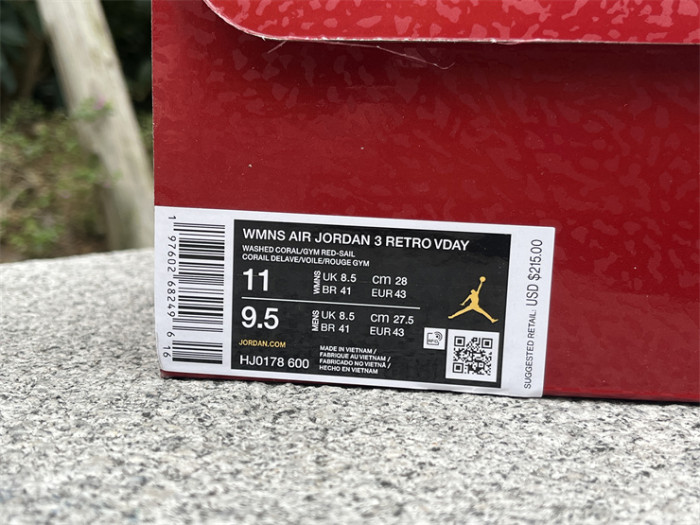 WMNS AIR JORDAN 3 RETRO VDAY
WASHED CORAL/GYM RED-SAIL
CORAIL DELAVE/VOILE/ROUGE GYM
11 WMNS UK 8.5 cm 28
BR 41 EUR 43
9.5 MENS UK 8.5 cm 27.5
BR 41 EUR 43
JORDAN.COM
HJ0178 600
MADE IN VIETNAM /
FABRIQUÉ AU VIETNAM /
FABRICADO NO VIETNÃ /
HECHO EN VIETNAM
1 97602 68249 6 16
SUGGESTED RETAIL: USD $215.00